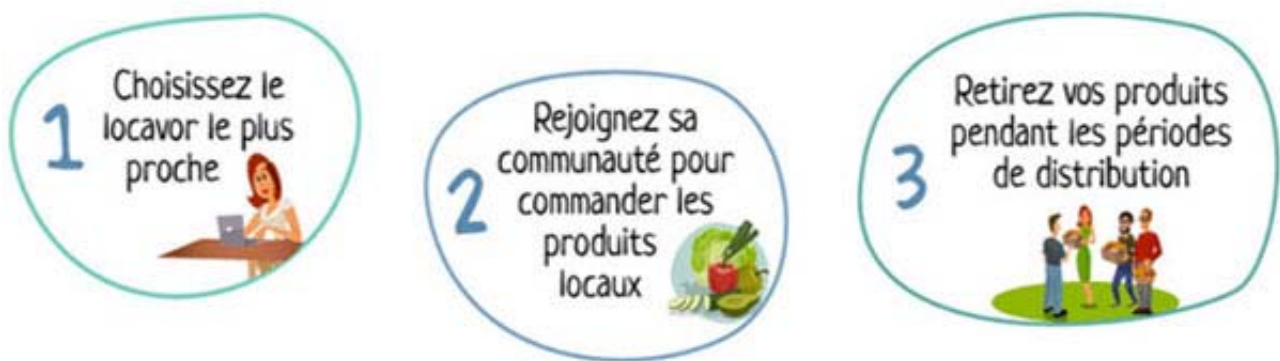 1
Choisissez le
locavor le plus
proche
2
Rejoignez sa
communauté pour
commander les
produits
locaux
3
Retirez vos produits
pendant les périodes
de distribution